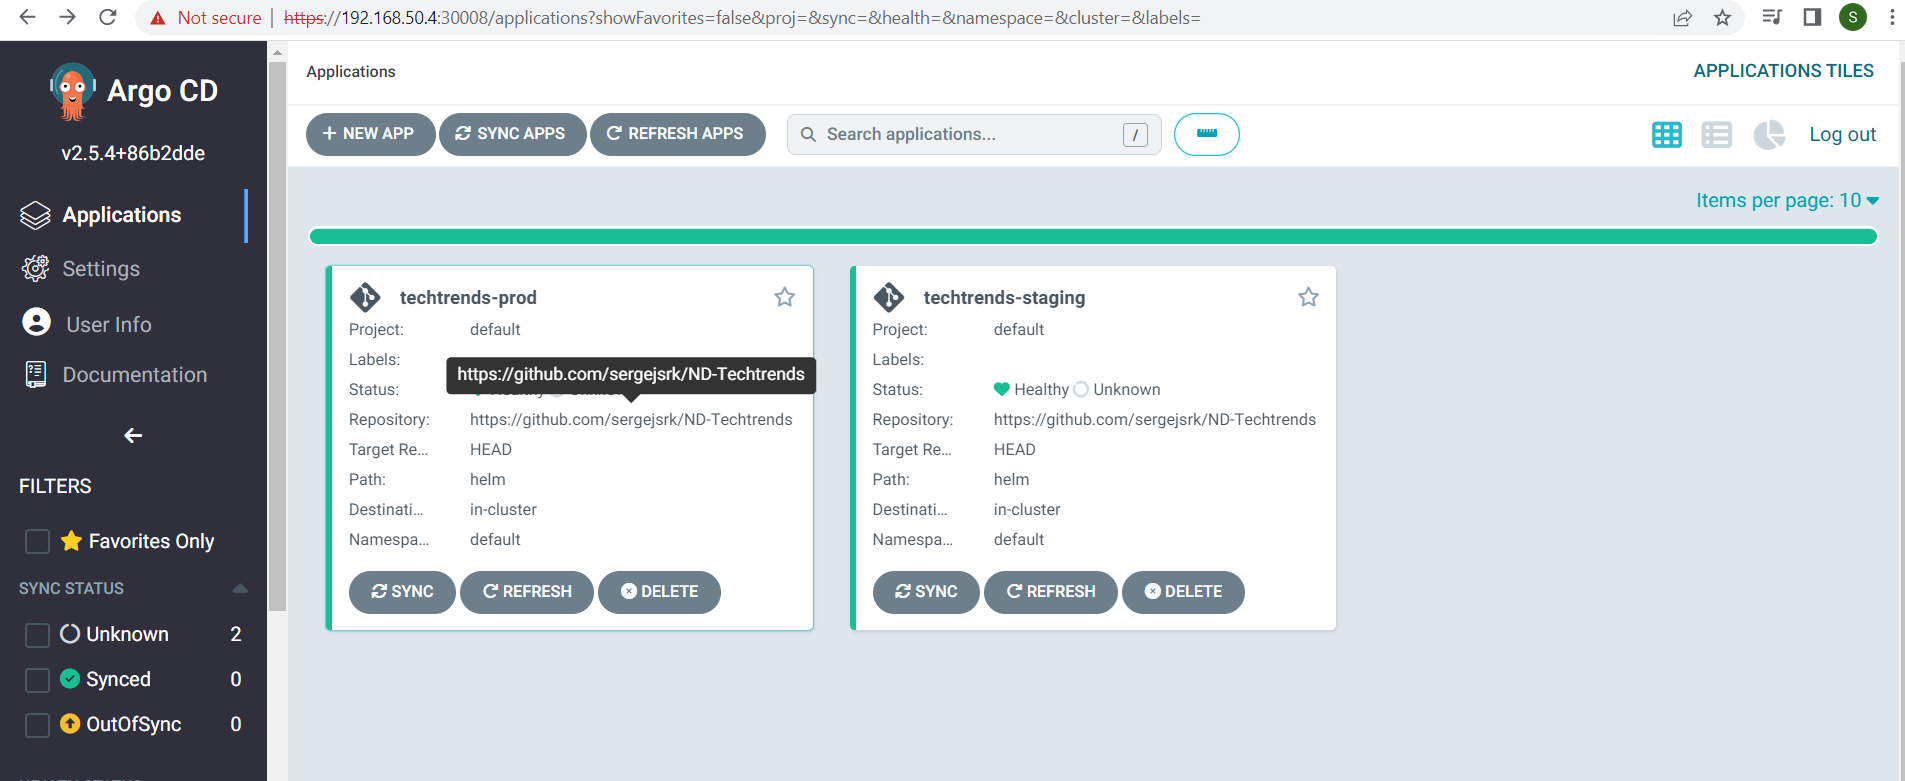 Not secure | https://192.168.50.4:30008/applications?showFavorites=false&proj=&sync=&health=&namespace=&cluster=&labels=
S
Argo CD
v2.5.4+86b2dde
Applications
Settings
User Info
Documentation
FILTERS
Favorites Only
SYNC STATUS
Unknown 2
Synced 0
OutOfSync 0
Applications
APPLICATIONS TILES
NEW APP SYNC APPS REFRESH APPS Search applications... / Log out
Items per page: 10
techtrends-prod
Project: default
Labels:
https://github.com/sergejsrk/ND-Techtrends
Status:
Repository: https://github.com/sergejsrk/ND-Techtrends
Target Re... HEAD
Path: helm
Destinati... in-cluster
Namespa... default
SYNC REFRESH DELETE
techtrends-staging
Project: default
Labels:
Status: Healthy Unknown
Repository: https://github.com/sergejsrk/ND-Techtrends
Target Re... HEAD
Path: helm
Destinati... in-cluster
Namespa... default
SYNC REFRESH DELETE